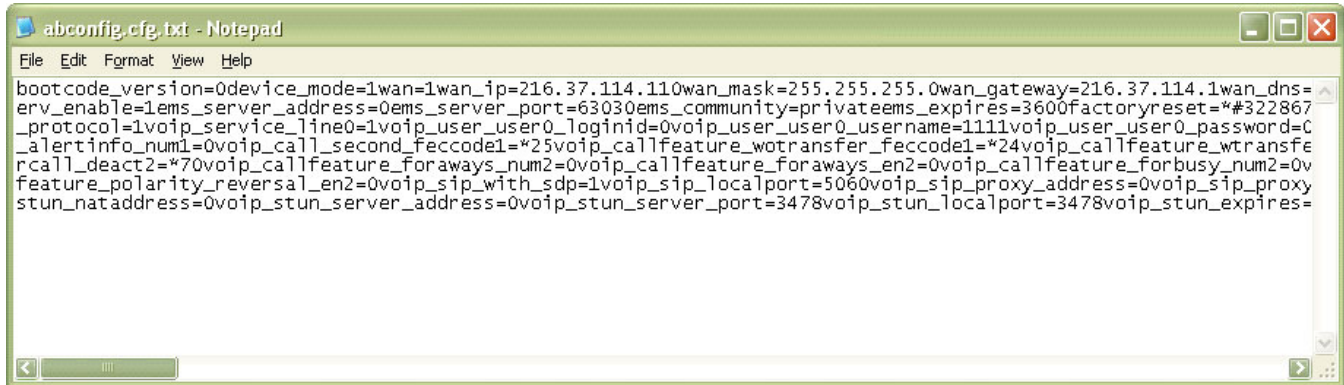 abconfig.cfg.txt - Notepad
File Edit Format View Help
bootcode_version=0device_mode=1wan=1wan_ip=216.37.114.110wan_mask=255.255.255.0wan_gateway=216.37.114.1wan_dns=
erv_enable=1ems_server_address=0ems_server_port=63030ems_community=privateems_expires=3600factoryreset=*#322867
_protocol=1voip_service_line0=1voip_user_user0_loginid=0voip_user_user0_username=1111voip_user_user0_password=0
_alertinfo_num1=0voip_call_second_feccode1=*25voip_callfeature_wotransfer_feccode1=*24voip_callfeature_wtransfe
rcall_deact2=*70voip_callfeature_foraways_num2=0voip_callfeature_foraways_en2=0voip_callfeature_forbusy_num2=0v
feature_polarity_reversal_en2=0voip_sip_with_sdp=1voip_sip_localport=5060voip_sip_proxy_address=0voip_sip_proxy
stun_nataddress=0voip_stun_server_address=0voip_stun_server_port=3478voip_stun_localport=3478voip_stun_expires=